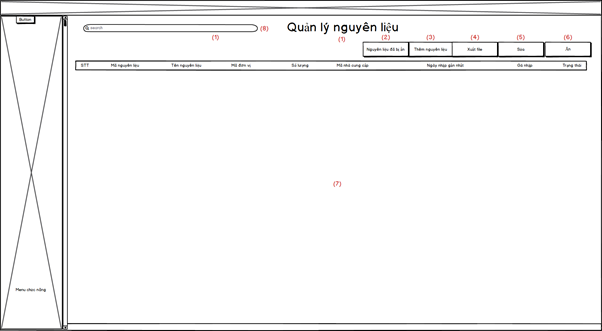 Button
search
(8)
Quản lý nguyên liệu
(1)
(1)
(2)
(3)
(4)
(5)
(6)
Nguyên liệu đã bị ẩn
Thêm nguyên liệu
Xuất file
Sửa
Ẩn
STT Mã nguyên liệu Tên nguyên liệu Mã đơn vị Số lượng Mã nhà cung cấp Ngày nhập gần nhất Giá nhập Trạng thái
(7)
Menu chức năng